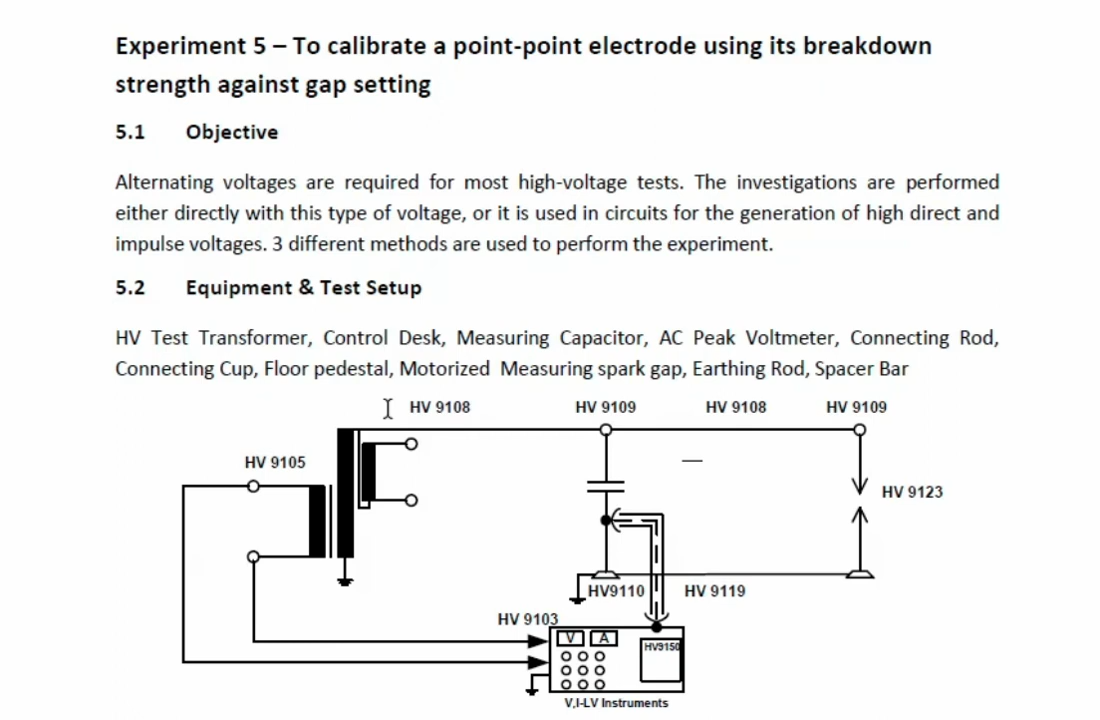 Experiment 5 – To calibrate a point-point electrode using its breakdown
strength against gap setting
5.1 Objective
Alternating voltages are required for most high-voltage tests. The investigations are performed
either directly with this type of voltage, or it is used in circuits for the generation of high direct and
impulse voltages. 3 different methods are used to perform the experiment.
5.2 Equipment & Test Setup
HV Test Transformer, Control Desk, Measuring Capacitor, AC Peak Voltmeter, Connecting Rod,
Connecting Cup, Floor pedestal, Motorized Measuring spark gap, Earthing Rod, Spacer Bar
HV 9108 HV 9109 HV 9108 HV 9109
HV 9105
HV 9123
HV9110 HV 9119
HV 9103
V A
HV9150
V,I-LV Instruments